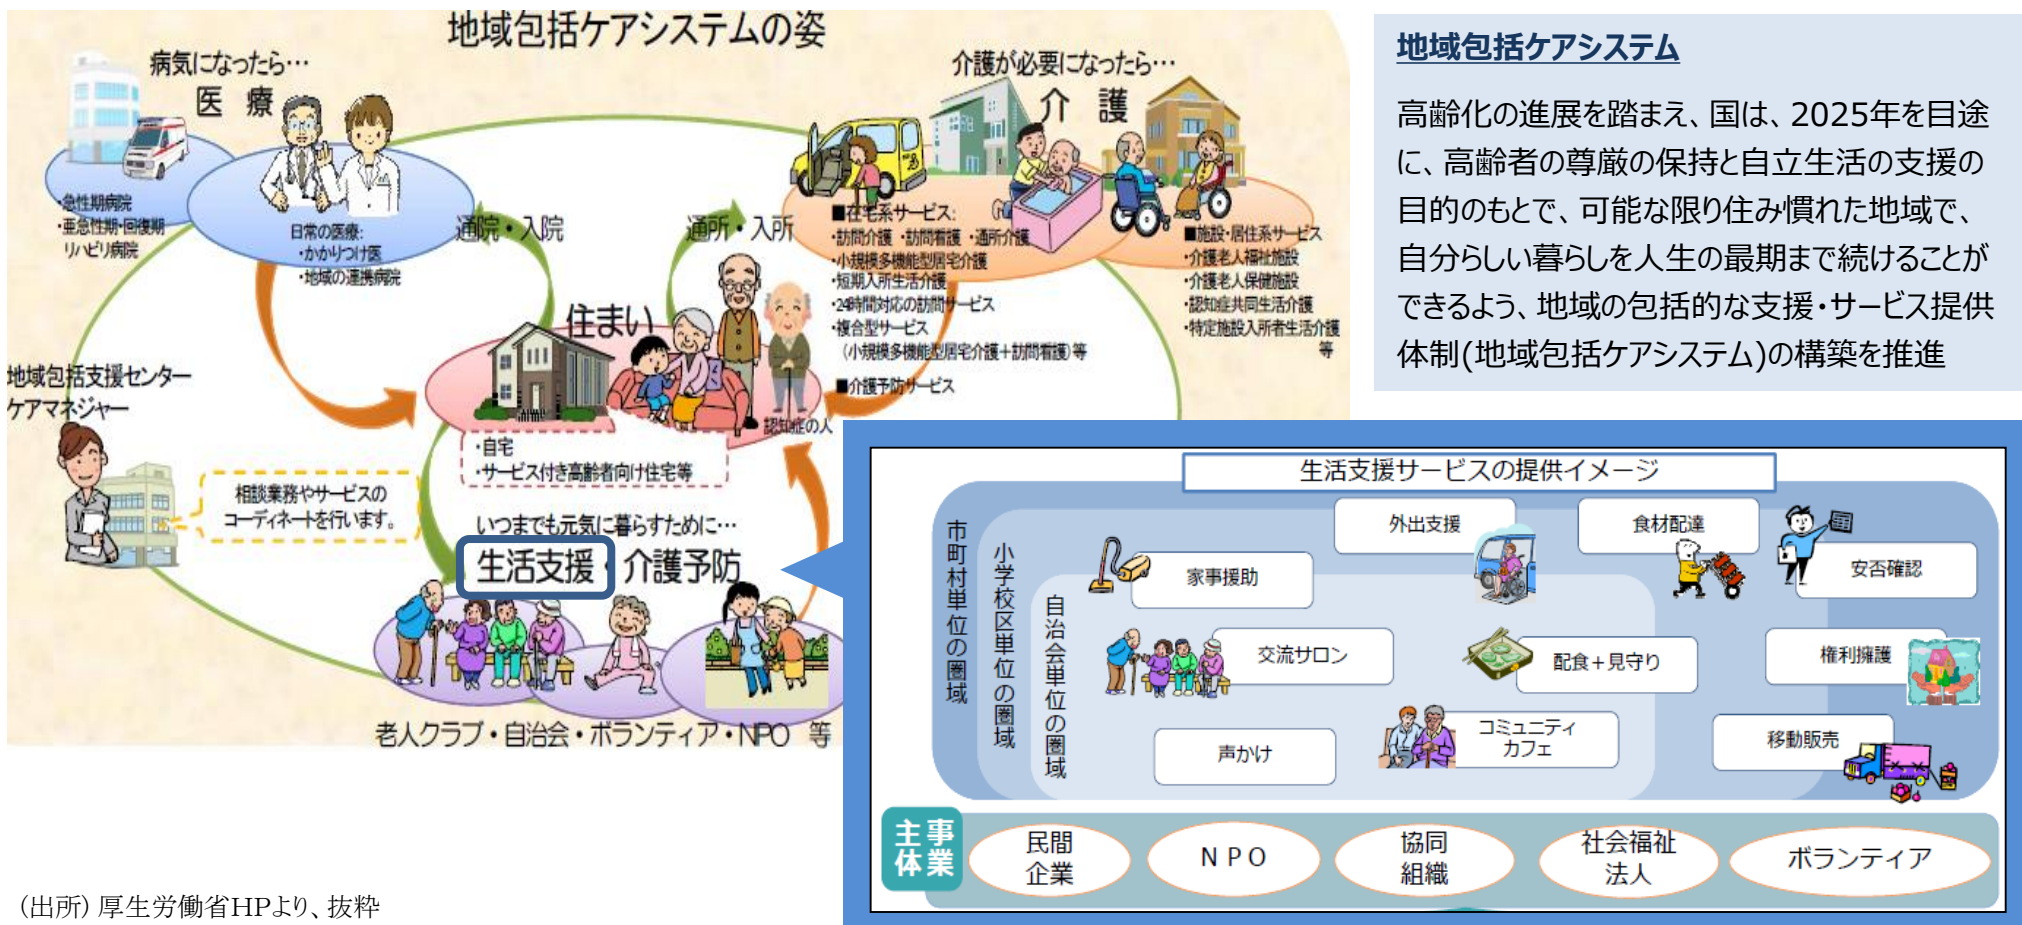 地域包括ケアシステムの姿
病気になったら…
医 療
・急性期病院
・亜急性期・回復期
リハビリ病院
日常の医療:
・かかりつけ医
・地域の連携病院
通院・入院
通所・入所
介護が必要になったら…
介 護
■在宅系サービス:
・訪問介護 ・訪問看護 ・通所介護
・小規模多機能型居宅介護
・短期入所生活介護
・24時間対応の訪問サービス
・複合型サービス
(小規模多機能型居宅介護+訪問看護)等
■介護予防サービス
■施設・居住系サービス
・介護老人福祉施設
・介護老人保健施設
・認知症共同生活介護
・特定施設入所者生活介護
等
住まい
認知症の人
・自宅
・サービス付き高齢者向け住宅等
地域包括支援センター
ケアマネジャー
相談業務やサービスの
コーディネートを行います。
いつまでも元気に暮らすために…
生活支援・介護予防
老人クラブ・自治会・ボランティア・NPO 等
(出所) 厚生労働省HPより、抜粋
地域包括ケアシステム
高齢化の進展を踏まえ、国は、2025年を目途
に、高齢者の尊厳の保持と自立生活の支援の
目的のもとで、可能な限り住み慣れた地域で、
自分らしい暮らしを人生の最期まで続けることが
できるよう、地域の包括的な支援・サービス提供
体制(地域包括ケアシステム)の構築を推進
生活支援サービスの提供イメージ
市町村単位の圏域
小学校区単位の圏域
自治会単位の圏域
外出支援
食材配達
家事援助
安否確認
交流サロン
配食+見守り
権利擁護
声かけ
コミュニティ
カフェ
移動販売
事業
主体
民間
企業
NPO
協同
組織
社会福祉
法人
ボランティア